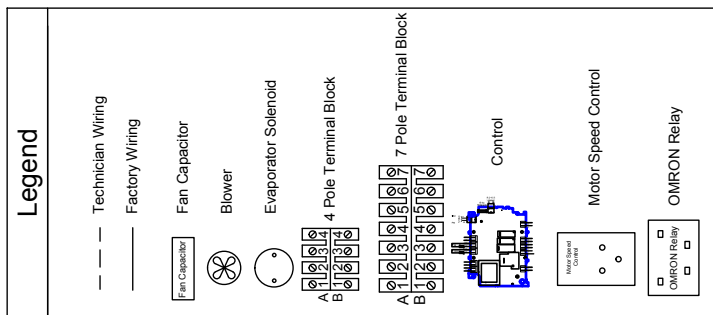 Legend
Technician Wiring
Factory Wiring
Fan Capacitor
Fan Capacitor
Blower
Evaporator Solenoid
A 1 2 3 4
B 1 2 3 4
4 Pole Terminal Block
A 1 2 3 4 5 6 7
B 1 2 3 4 5 6 7
7 Pole Terminal Block
Control
Motor Speed
Control
Motor Speed Control
OMRON Relay
OMRON Relay